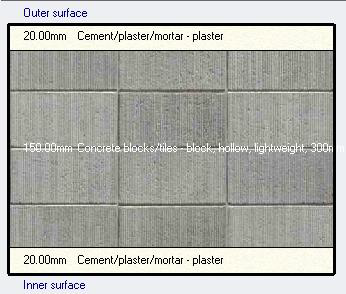 Outer surface
20.00mm Cement/plaster/mortar - plaster
150.00mm Concrete blocks/tiles - block, hollow, lightweight, 300mm
20.00mm Cement/plaster/mortar - plaster
Inner surface